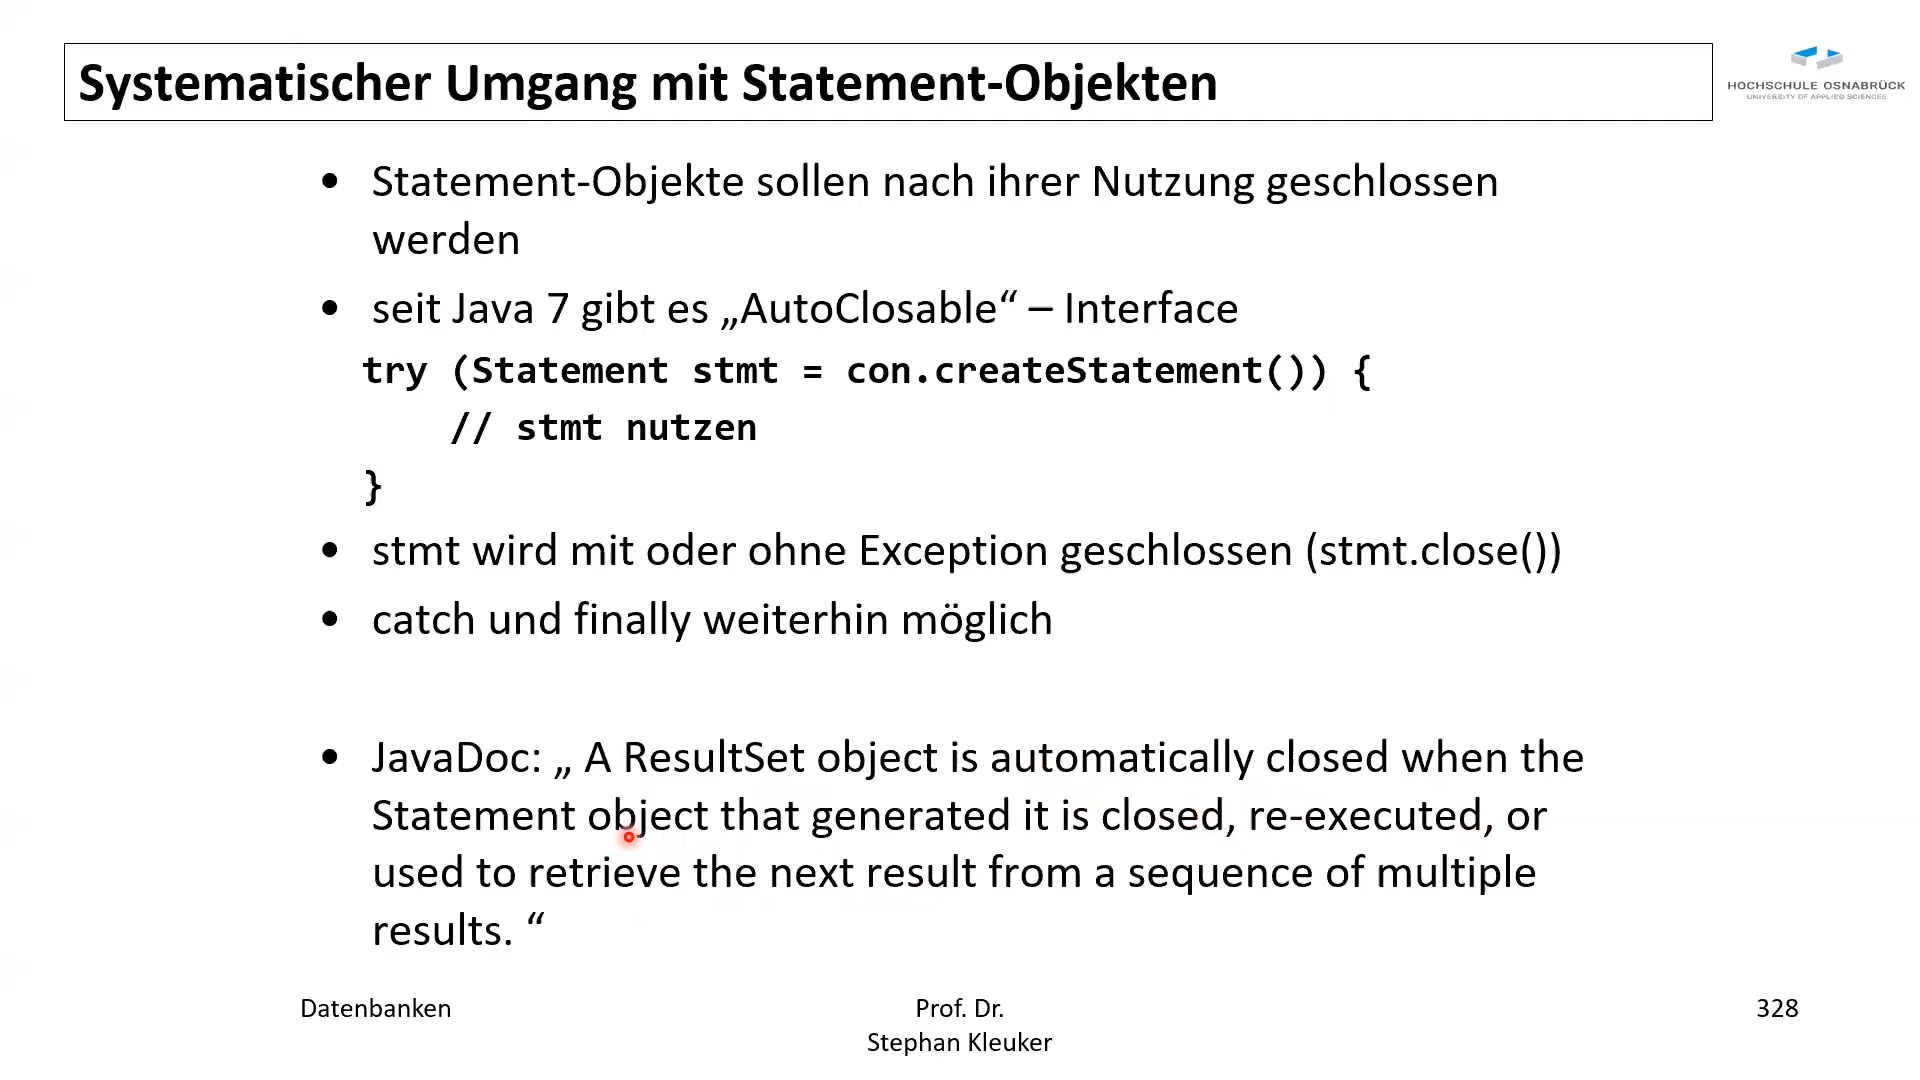 Systematischer Umgang mit Statement-Objekten
HOCHSCHULE OSNABRÜCK
UNIVERSITY OF APPLIED SCIENCES
• Statement-Objekte sollen nach ihrer Nutzung geschlossen
werden
• seit Java 7 gibt es „AutoClosable“ – Interface
try (Statement stmt = con.createStatement()) {
// stmt nutzen
}
• stmt wird mit oder ohne Exception geschlossen (stmt.close())
• catch und finally weiterhin möglich
• JavaDoc: „ A ResultSet object is automatically closed when the
Statement object that generated it is closed, re-executed, or
used to retrieve the next result from a sequence of multiple
results. “
Datenbanken
Prof. Dr.
Stephan Kleuker
328